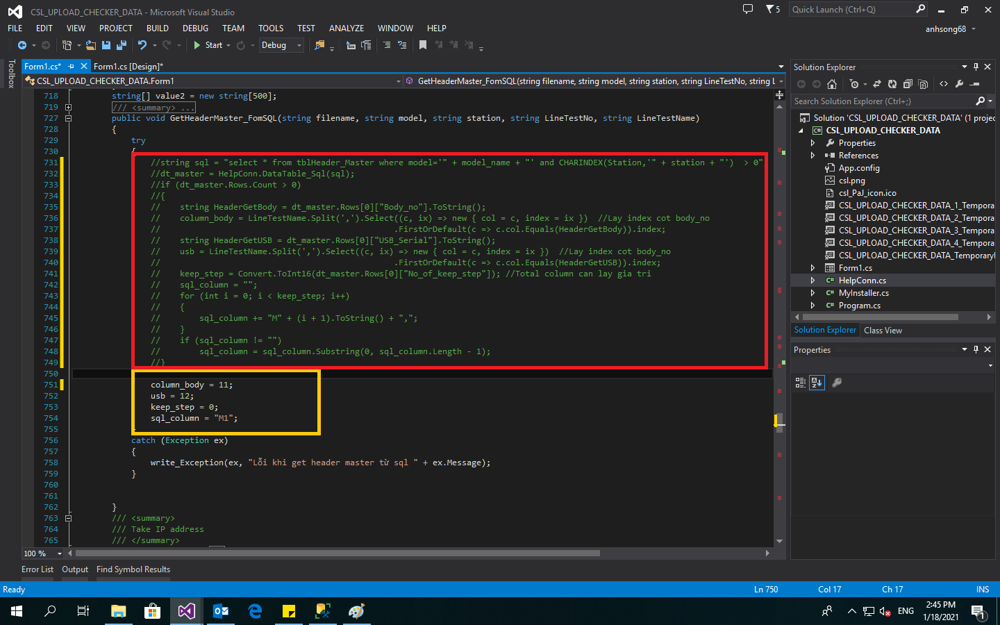 CSL_UPLOAD_CHECKER_DATA - Microsoft Visual Studio
5
Quick Launch (Ctrl+Q)
FILE EDIT VIEW PROJECT BUILD DEBUG TEAM TOOLS TEST ANALYZE WINDOW HELP
anhsong68
Start
Debug
Toolbox
Form1.cs*
Form1.cs [Design]*
CSL_UPLOAD_CHECKER_DATA.Form1
GetHeaderMaster_FomSQL(string filename, string model, string station, string LineTestNo, string L
718 string[] value2 = new string[500];
719 /// <summary> ...
727 public void GetHeaderMaster_FomSQL(string filename, string model, string station, string LineTestNo, string LineTestName)
728 {
729 try
730 {
731 //string sql = "select * from tblHeader_Master where model='" + model_name + "' and CHARINDEX(Station,'" + station + "') > 0"
732 //dt_master = HelpConn.DataTable_Sql(sql);
733 //if (dt_master.Rows.Count > 0)
734 //{
735 // string HeaderGetBody = dt_master.Rows[0]["Body_no"].ToString();
736 // column_body = LineTestName.Split(',').Select((c, ix) => new { col = c, index = ix }) //Lay index cot body_no
737 // .FirstOrDefault(c => c.col.Equals(HeaderGetBody)).index;
738 // string HeaderGetUSB = dt_master.Rows[0]["USB_Serial"].ToString();
739 // usb = LineTestName.Split(',').Select((c, ix) => new { col = c, index = ix }) //Lay index cot body_no
740 // .FirstOrDefault(c => c.col.Equals(HeaderGetUSB)).index;
741 // keep_step = Convert.ToInt16(dt_master.Rows[0]["No_of_keep_step"]); //Total column can lay gia tri
742 // sql_column = "";
743 // for (int i = 0; i < keep_step; i++)
744 // {
745 // sql_column += "M" + (i + 1).ToString() + ",";
746 // }
747 // if (sql_column != "")
748 // sql_column = sql_column.Substring(0, sql_column.Length - 1);
749 //}
750
751 column_body = 11;
752 usb = 12;
753 keep_step = 0;
754 sql_column = "M1";
755
756 catch (Exception ex)
757 {
758 write_Exception(ex, "Lỗi khi get header master từ sql " + ex.Message);
759 }
760
761
762 }
763 /// <summary>
764 /// Take IP address
765 /// </summary>
100 %
Solution Explorer
Search Solution Explorer (Ctrl+;)
Solution 'CSL_UPLOAD_CHECKER_DATA' (1 projec
CSL_UPLOAD_CHECKER_DATA
Properties
References
App.config
csl.png
csl_PaJ_icon.ico
CSL_UPLOAD_CHECKER_DATA_1_Tempora
CSL_UPLOAD_CHECKER_DATA_2_Tempora
CSL_UPLOAD_CHECKER_DATA_3_Tempora
CSL_UPLOAD_CHECKER_DATA_4_Tempora
CSL_UPLOAD_CHECKER_DATA_Temporary
Form1.cs
HelpConn.cs
MyInstaller.cs
Program.cs
Solution Explorer Class View
Properties
Error List Output Find Symbol Results
Ready
Ln 750 Col 17 Ch 17 INS
ENG
2:45 PM
1/18/2021
1